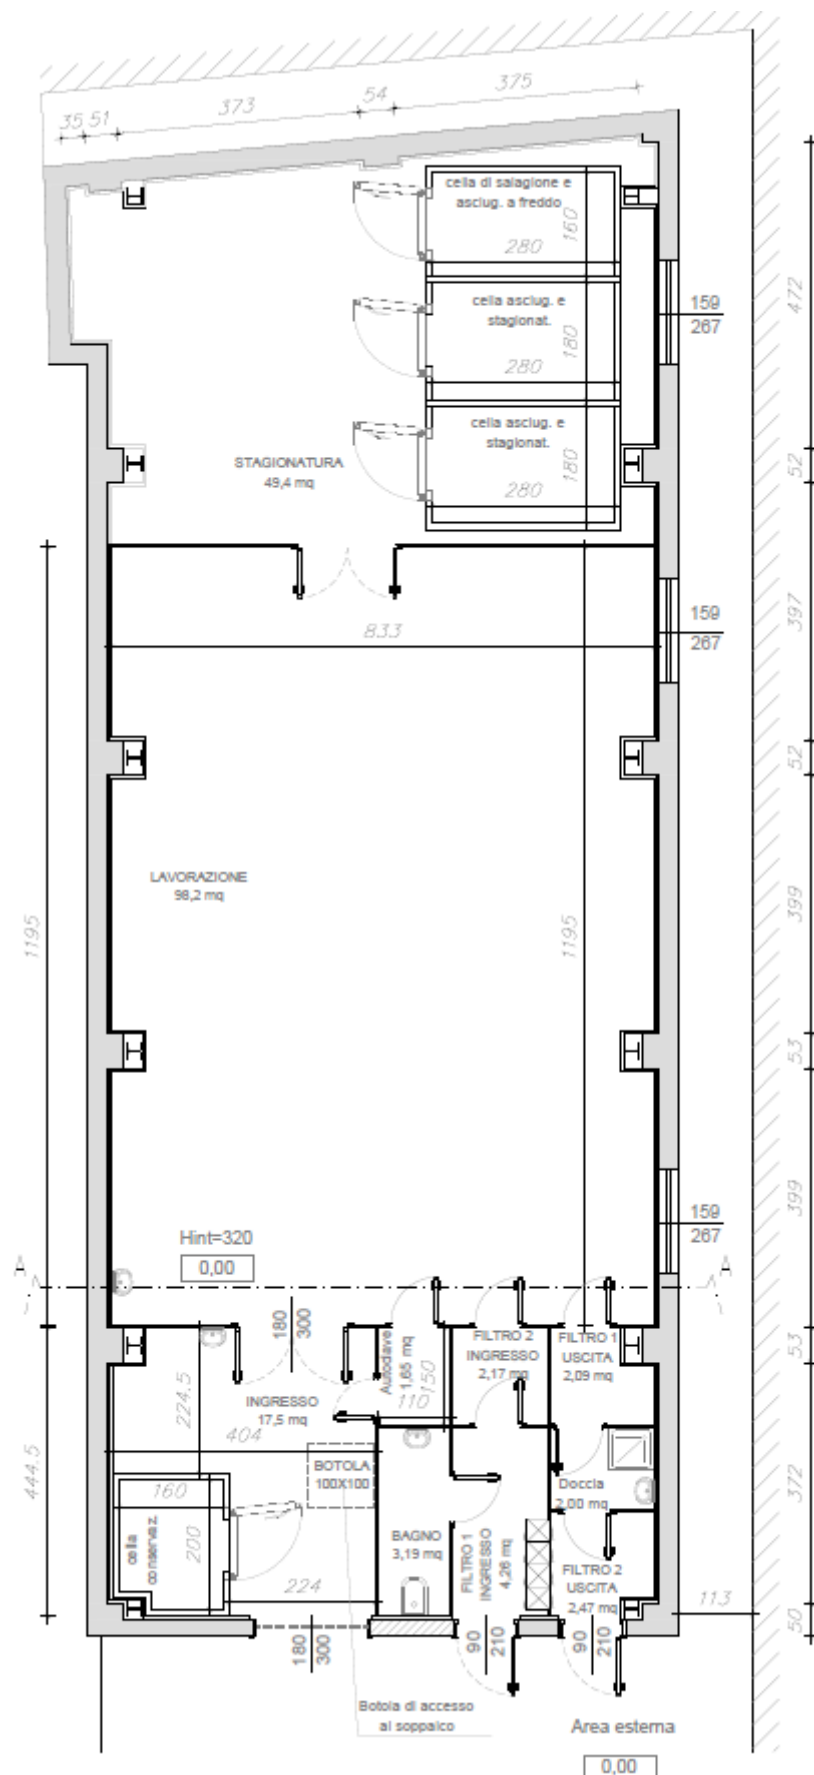 35 51 373 54 375
cella di salagione e
asciug. a freddo
160
280
159
267
472
cella asciug. e
stagionat.
180
280
cella asciug. e
stagionat.
180
280
STAGIONATURA
49,4 mq
52
833
159
267
397
52
LAVORAZIONE
98,2 mq
1195
1195
399
53
399
159
267
Hint=320
0,00
A
A
180
300
Autoclave
1,65 mq
150
110
FILTRO 2
INGRESSO
2,17 mq
FILTRO 1
USCITA
2,09 mq
53
224.5
INGRESSO
17,5 mq
404
444.5
BOTOLA
100X100
160
200
cella
conservaz.
224
BAGNO
3,19 mq
FILTRO 1
INGRESSO
4,26 mq
Doccia
2,00 mq
372
FILTRO 2
USCITA
2,47 mq
113
50
180
300
90
210
90
210
Botola di accesso
al soppalco
Area esterna
0,00